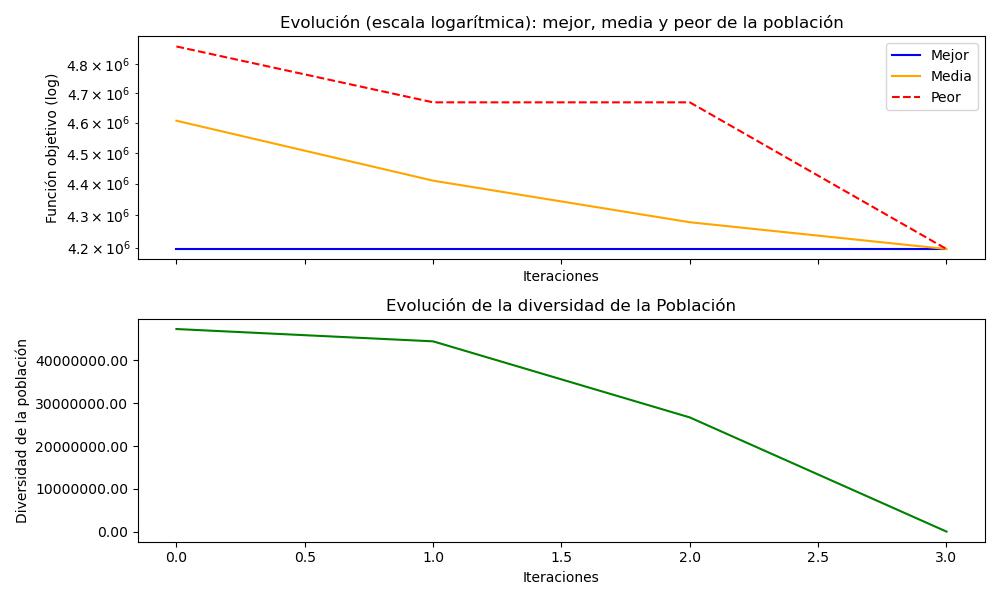 Evolución (escala logarítmica): mejor, media y peor de la población
Función objetivo (log)
4.8 × 10⁶
4.7 × 10⁶
4.6 × 10⁶
4.5 × 10⁶
4.4 × 10⁶
4.3 × 10⁶
4.2 × 10⁶
Mejor
Media
Peor
Iteraciones
Evolución de la diversidad de la Población
Diversidad de la población
40000000.00
30000000.00
20000000.00
10000000.00
0.00
0.0 0.5 1.0 1.5 2.0 2.5 3.0
Iteraciones